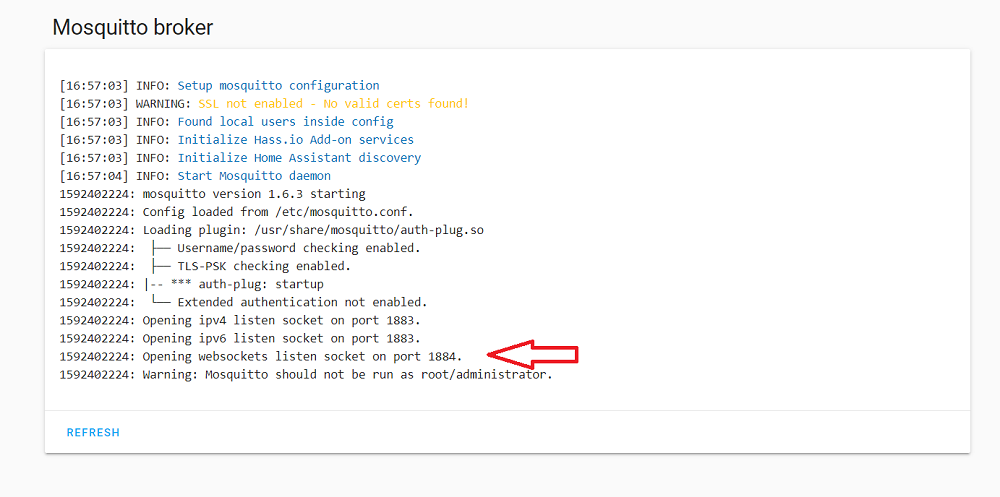 Mosquitto broker
[16:57:03] INFO: Setup mosquitto configuration
[16:57:03] WARNING: SSL not enabled - No valid certs found!
[16:57:03] INFO: Found local users inside config
[16:57:03] INFO: Initialize Hass.io Add-on services
[16:57:03] INFO: Initialize Home Assistant discovery
[16:57:04] INFO: Start Mosquitto daemon
1592402224: mosquitto version 1.6.3 starting
1592402224: Config loaded from /etc/mosquitto.conf.
1592402224: Loading plugin: /usr/share/mosquitto/auth-plug.so
1592402224:  ├── Username/password checking enabled.
1592402224:  ├── TLS-PSK checking enabled.
1592402224: |-- *** auth-plug: startup
1592402224:  └── Extended authentication not enabled.
1592402224: Opening ipv4 listen socket on port 1883.
1592402224: Opening ipv6 listen socket on port 1883.
1592402224: Opening websockets listen socket on port 1884.
1592402224: Warning: Mosquitto should not be run as root/administrator.
REFRESH